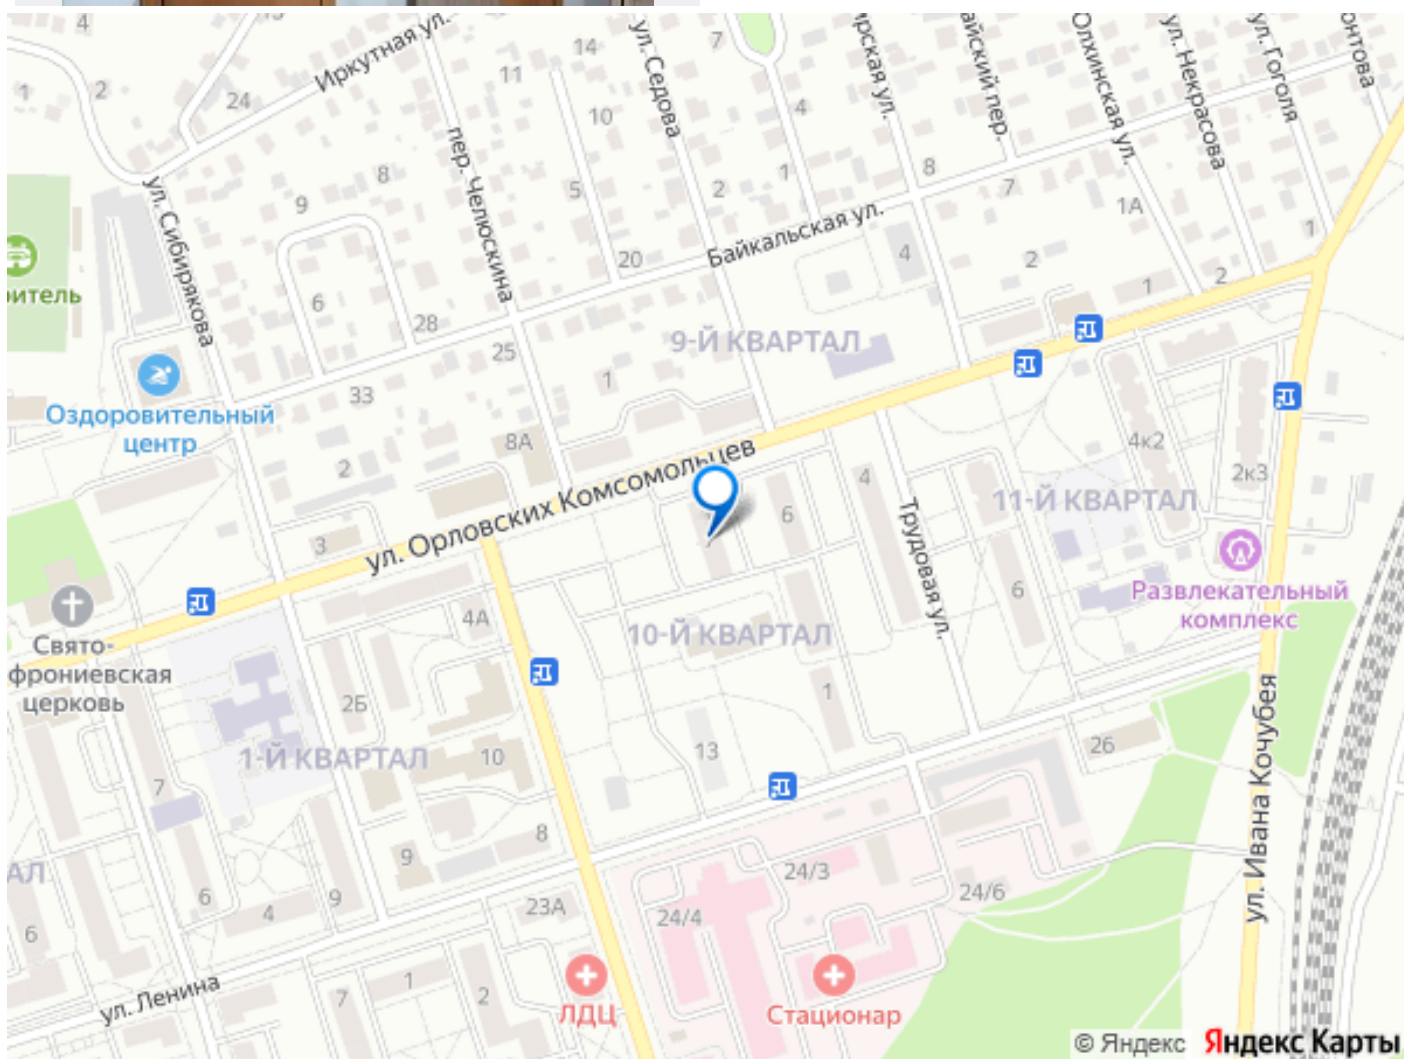 4
13
Иркутная ул.
14
ул. Седова
7
айский пер.
Олхинская ул.
ул. Некрасова
ул. Гоголя
1
2
24
11
10
4
пер. Челюскина
ул. Сибирякова
8
5
2
1
8
7
1А
9
Байкальская ул.
20
4
2
1
2
1
6
28
25
33
1
9-Й КВАРТАЛ
Оздоровительный
центр
2
8А
4к2
2к3
ул. Орловских Комсомольцев
3
6
4
11-Й КВАРТАЛ
Трудовая ул.
Развлекательный
комплекс
Свято-
фрониевская
церковь
4А
10-Й КВАРТАЛ
6
2Б
1
1-Й КВАРТАЛ
10
13
26
7
8
9
ул. Ивана Кочубея
АЛ
6
4
9
23А
24/4
24/3
24/6
6
ул. Ленина
7
1
2
ЛДЦ
Стационар
© Яндекс Яндекс Карты